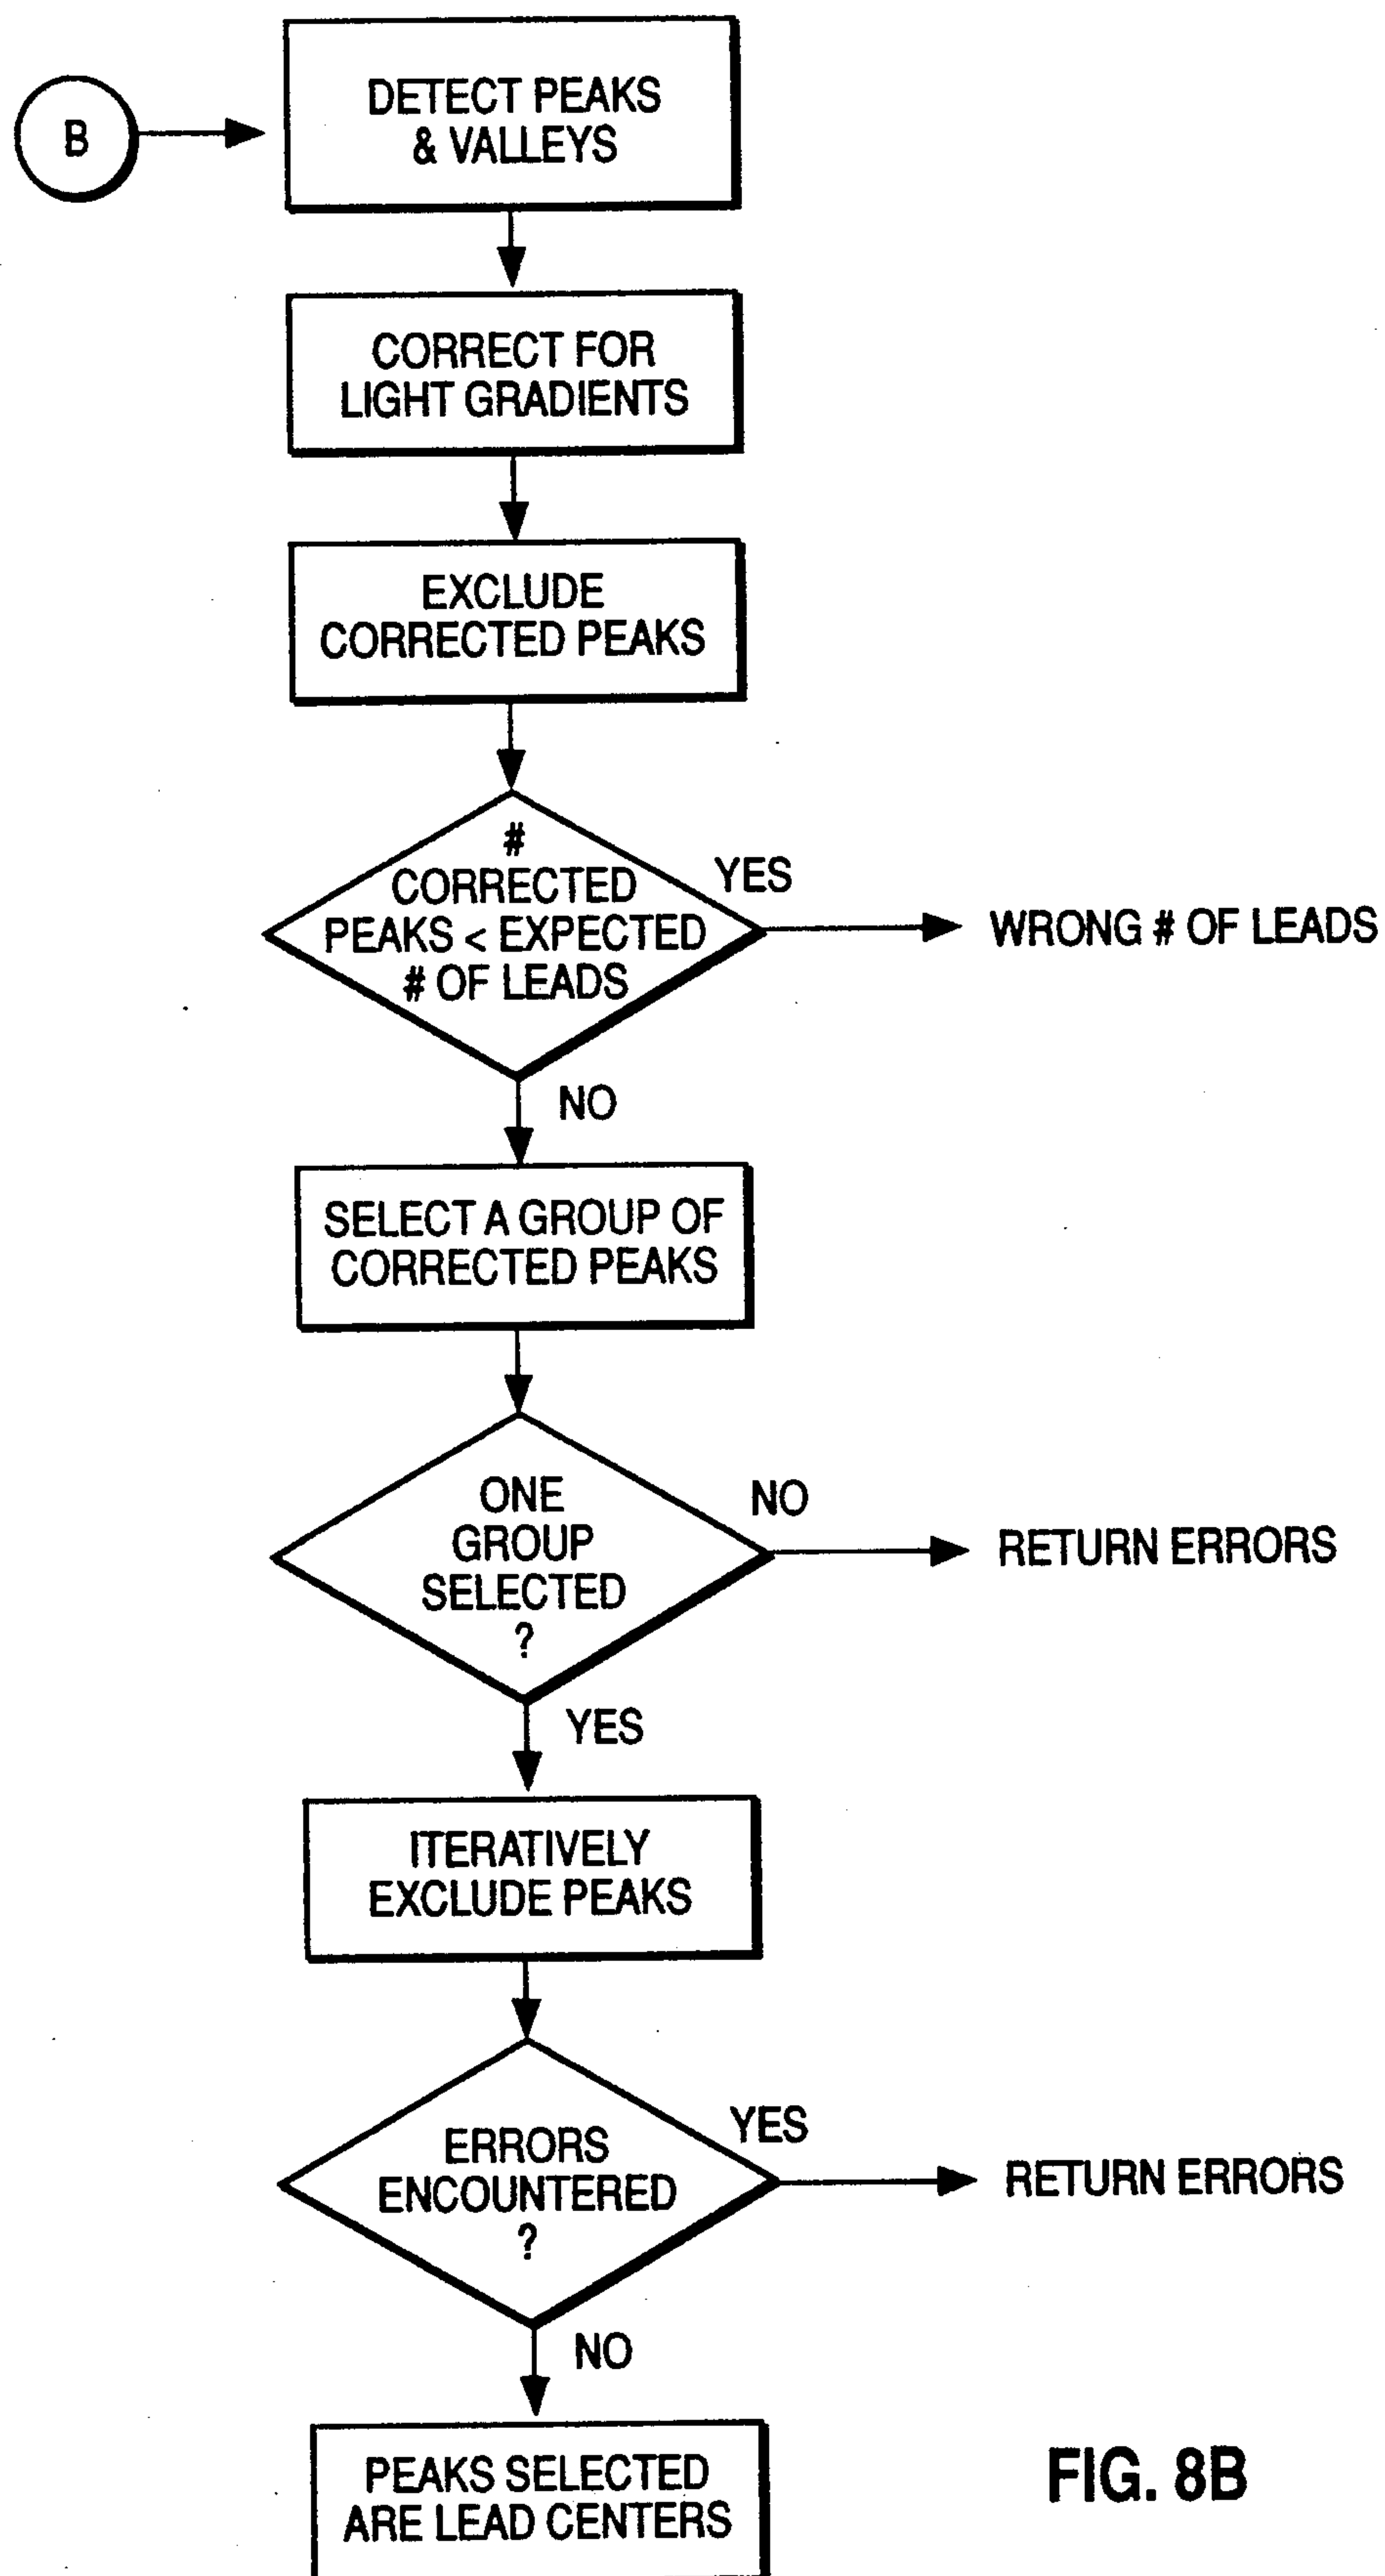 B
DETECT PEAKS
& VALLEYS
CORRECT FOR
LIGHT GRADIENTS
EXCLUDE
CORRECTED PEAKS
#
CORRECTED
PEAKS < EXPECTED
# OF LEADS
YES
WRONG # OF LEADS
NO
SELECT A GROUP OF
CORRECTED PEAKS
ONE
GROUP
SELECTED
?
NO
RETURN ERRORS
YES
ITERATIVELY
EXCLUDE PEAKS
ERRORS
ENCOUNTERED
?
YES
RETURN ERRORS
NO
PEAKS SELECTED
ARE LEAD CENTERS
FIG. 8B